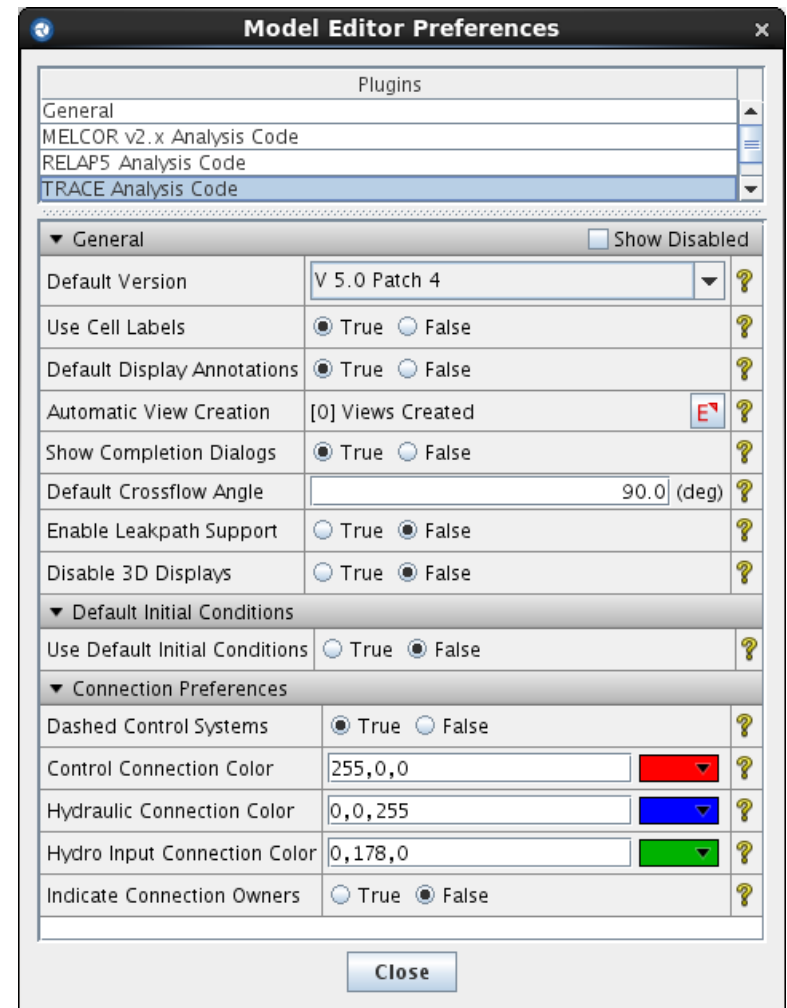 Model Editor Preferences
Plugins
General
MELCOR v2.x Analysis Code
RELAP5 Analysis Code
TRACE Analysis Code
General Show Disabled
Default Version V 5.0 Patch 4
Use Cell Labels True False
Default Display Annotations True False
Automatic View Creation [0] Views Created E
Show Completion Dialogs True False
Default Crossflow Angle 90.0 (deg)
Enable Leakpath Support True False
Disable 3D Displays True False
Default Initial Conditions
Use Default Initial Conditions True False
Connection Preferences
Dashed Control Systems True False
Control Connection Color 255,0,0
Hydraulic Connection Color 0,0,255
Hydro Input Connection Color 0,178,0
Indicate Connection Owners True False
Close